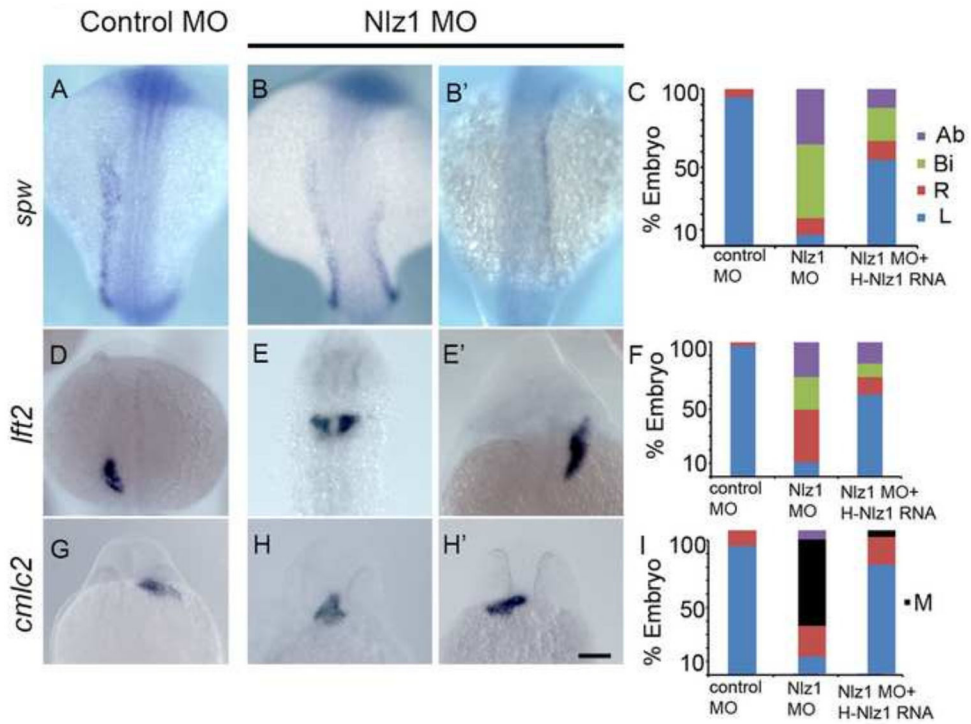 Control MO
Nlz1 MO
A
B
B'
C
spw
% Embryo
100
50
10
control MO
Nlz1 MO
Nlz1 MO+ H-Nlz1 RNA
Ab
Bi
R
L
D
E
E'
F
lft2
% Embryo
100
50
10
control MO
Nlz1 MO
Nlz1 MO+ H-Nlz1 RNA
G
H
H'
I
cmlc2
% Embryo
100
50
10
control MO
Nlz1 MO
Nlz1 MO+ H-Nlz1 RNA
M